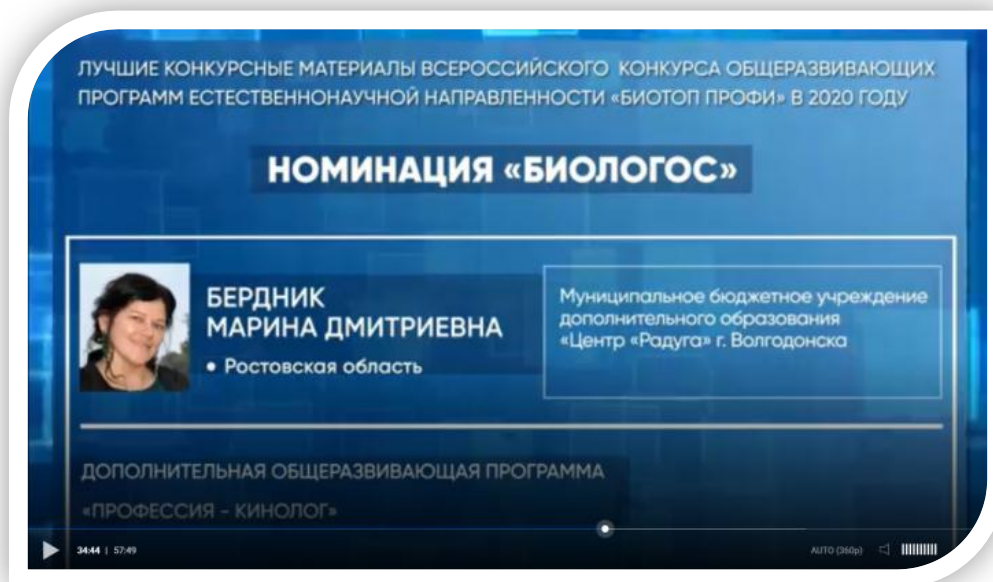 ЛУЧШИЕ КОНКУРСНЫЕ МАТЕРИАЛЫ ВСЕРОССИЙСКОГО КОНКУРСА ОБЩЕРАЗВИВАЮЩИХ
ПРОГРАММ ЕСТЕСТВЕННОНАУЧНОЙ НАПРАВЛЕННОСТИ «БИОТОП ПРОФИ» В 2020 ГОДУ
НОМИНАЦИЯ «БИОЛОГОС»
БЕРДНИК
МАРИНА ДМИТРИЕВНА
• Ростовская область
Муниципальное бюджетное учреждение
дополнительного образования
«Центр «Радуга» г. Волгодонска
ДОПОЛНИТЕЛЬНАЯ ОБЩЕРАЗВИВАЮЩАЯ ПРОГРАММА
«ПРОФЕССИЯ - КИНОЛОГ»
34:44 | 57:49
AUTO (360p)